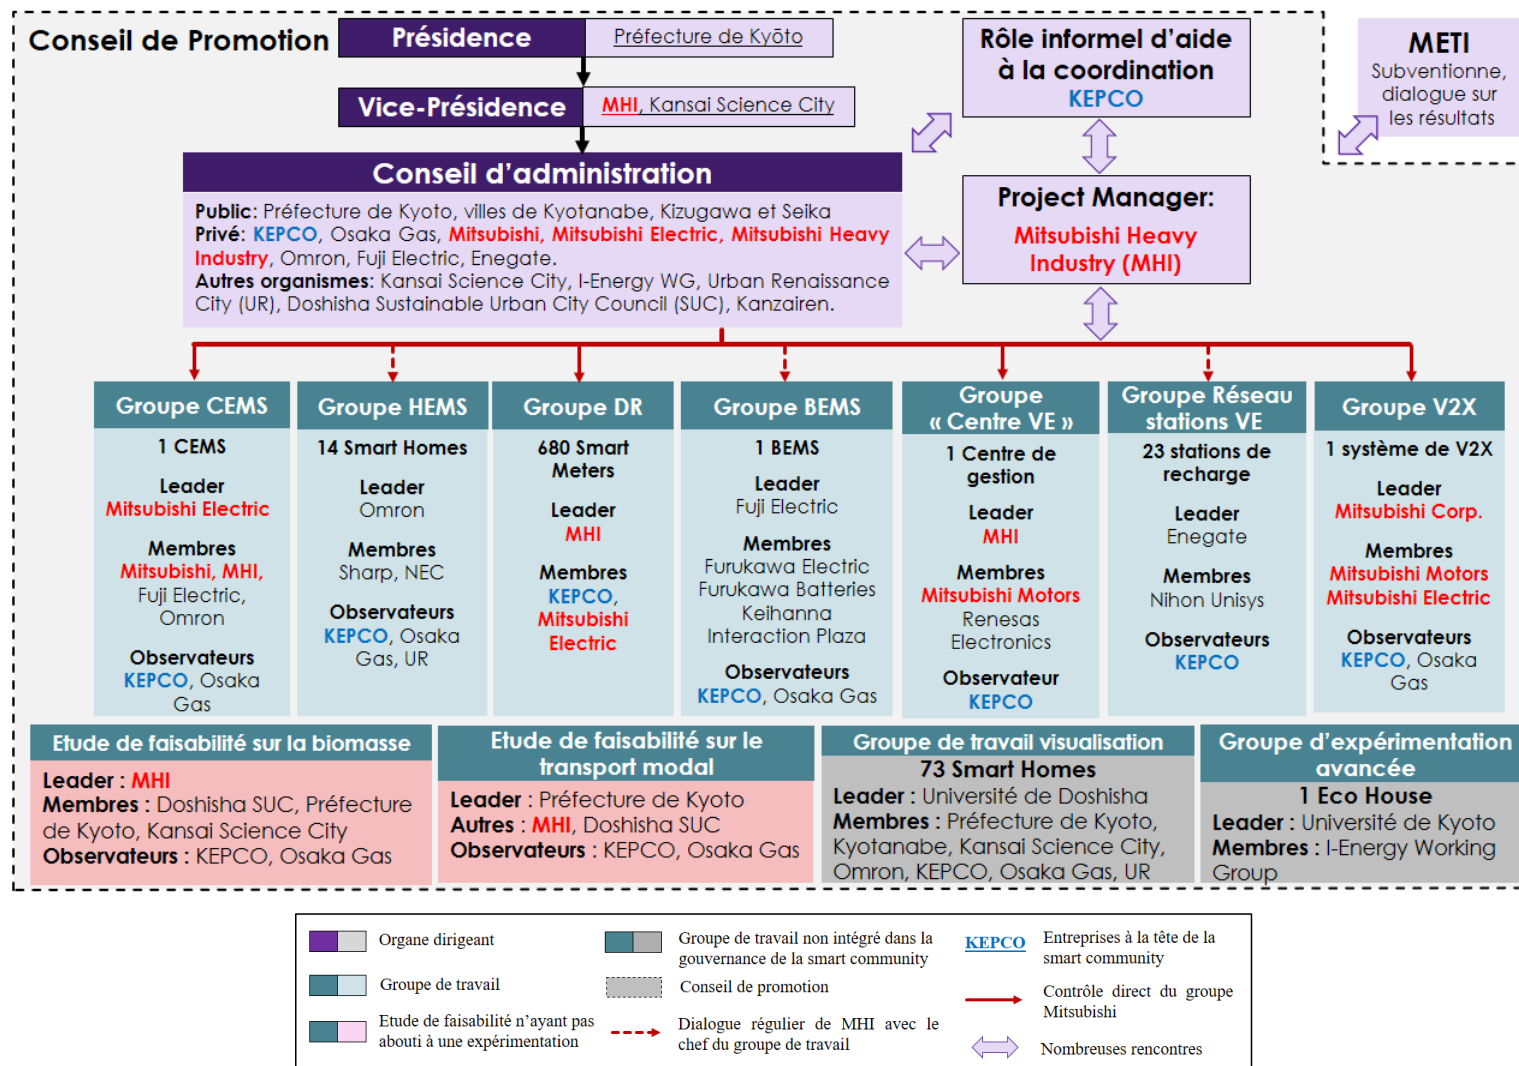 Conseil de Promotion
Présidence
Préfecture de Kyōto
Vice-Présidence
MHI, Kansai Science City
Rôle informel d’aide
à la coordination
KEPCO
METI
Subventionne,
dialogue sur
les résultats
Conseil d’administration
Public: Préfecture de Kyoto, villes de Kyotanabe, Kizugawa et Seika
Privé: KEPCO, Osaka Gas, Mitsubishi, Mitsubishi Electric, Mitsubishi Heavy
Industry, Omron, Fuji Electric, Enegate.
Autres organismes: Kansai Science City, I-Energy WG, Urban Renaissance
City (UR), Doshisha Sustainable Urban City Council (SUC), Kanzairen.
Project Manager:
Mitsubishi Heavy
Industry (MHI)
Groupe CEMS
1 CEMS
Leader
Mitsubishi Electric
Membres
Mitsubishi, MHI,
Fuji Electric,
Omron
Observateurs
KEPCO, Osaka
Gas
Groupe HEMS
14 Smart Homes
Leader
Omron
Membres
Sharp, NEC
Observateurs
KEPCO, Osaka
Gas, UR
Groupe DR
680 Smart
Meters
Leader
MHI
Membres
KEPCO,
Mitsubishi
Electric
Groupe BEMS
1 BEMS
Leader
Fuji Electric
Membres
Furukawa Electric
Furukawa Batteries
Keihanna
Interaction Plaza
Observateurs
KEPCO, Osaka Gas
Groupe
« Centre VE »
1 Centre de
gestion
Leader
MHI
Membres
Mitsubishi Motors
Renesas
Electronics
Observateur
KEPCO
Groupe Réseau
stations VE
23 stations de
recharge
Leader
Enegate
Membres
Nihon Unisys
Observateurs
KEPCO
Groupe V2X
1 système de V2X
Leader
Mitsubishi Corp.
Membres
Mitsubishi Motors
Mitsubishi Electric
Observateurs
KEPCO, Osaka
Gas
Etude de faisabilité sur la biomasse
Leader : MHI
Membres : Doshisha SUC, Préfecture
de Kyoto, Kansai Science City
Observateurs : KEPCO, Osaka Gas
Etude de faisabilité sur le
transport modal
Leader : Préfecture de Kyoto
Autres : MHI, Doshisha SUC
Observateurs : KEPCO, Osaka Gas
Groupe de travail visualisation
73 Smart Homes
Leader : Université de Doshisha
Membres : Préfecture de Kyoto,
Kyotanabe, Kansai Science City,
Omron, KEPCO, Osaka Gas, UR
Groupe d’expérimentation
avancée
1 Eco House
Leader : Université de Kyoto
Membres : I-Energy Working
Group
Organe dirigeant
Groupe de travail
Etude de faisabilité n’ayant pas
abouti à une expérimentation
Groupe de travail non intégré dans la
gouvernance de la smart community
Conseil de promotion
Dialogue régulier de MHI avec le
chef du groupe de travail
KEPCO
Entreprises à la tête de la
smart community
Contrôle direct du groupe
Mitsubishi
Nombreuses rencontres